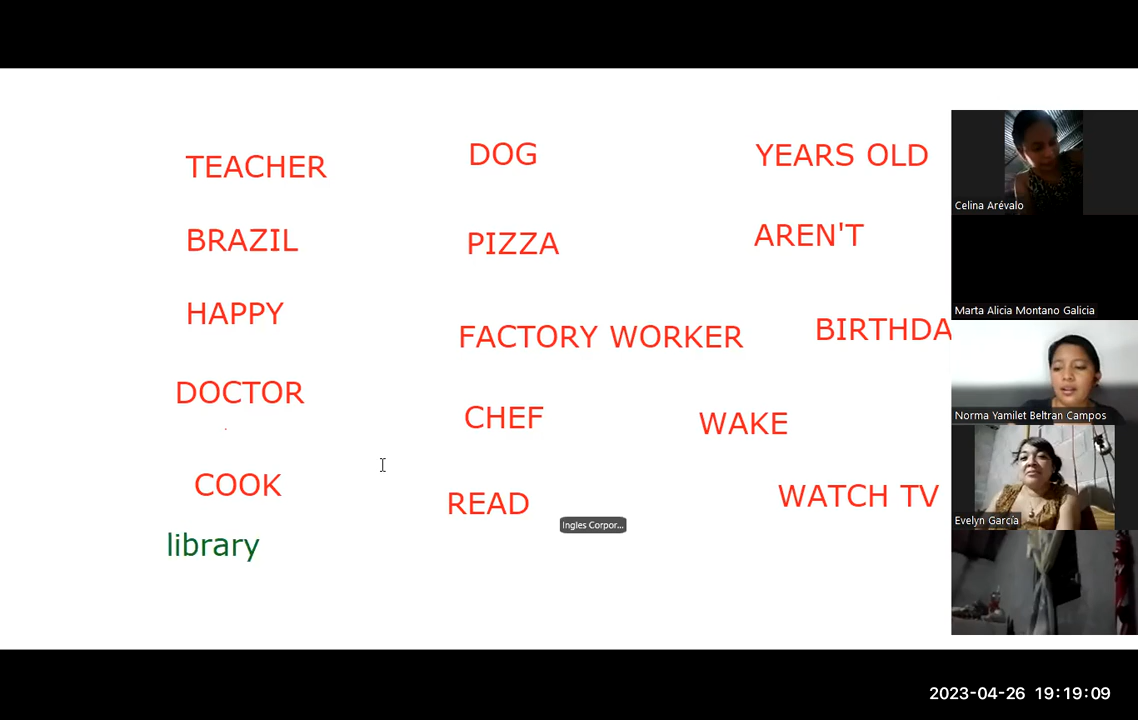 TEACHER
BRAZIL
HAPPY
DOCTOR
COOK
library
DOG
PIZZA
FACTORY WORKER
CHEF
READ
YEARS OLD
AREN'T
BIRTHDA
WAKE
WATCH TV
Ingles Corpor...
Celina Arévalo
Marta Alicia Montano Galicia
Norma Yamilet Beltran Campos
Evelyn García
2023-04-26 19:19:09